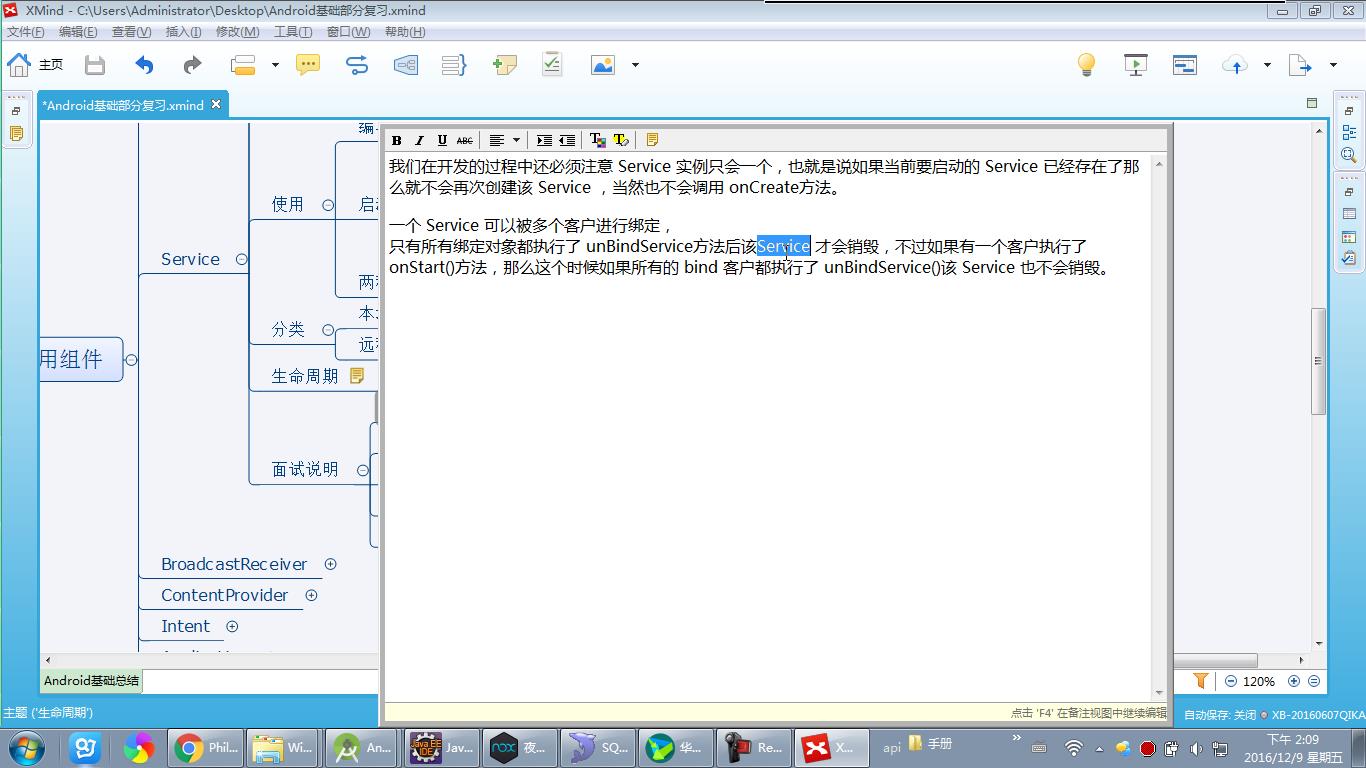 XMind - C:\Users\Administrator\Desktop\Android基础部分复习.xmind
文件(F) 编辑(E) 查看(V) 插入(I) 修改(M) 工具(T) 窗口(W) 帮助(H)
主页
*Android基础部分复习.xmind
B I U ABC
我们在开发的过程中还必须注意 Service 实例只会一个，也就是说如果当前要启动的 Service 已经存在了那
么就不会再次创建该 Service ，当然也不会调用 onCreate方法。
一个 Service 可以被多个客户进行绑定，
只有所有绑定对象都执行了 unBindService方法后该Service 才会销毁，不过如果有一个客户执行了
onStart()方法，那么这个时候如果所有的 bind 客户都执行了 unBindService()该 Service 也不会销毁。
使用
Service
分类
用组件
生命周期
面试说明
BroadcastReceiver
ContentProvider
Intent
Android基础总结
120%
点击 'F4' 在备注视图中继续编辑
主题 ('生命周期')
自动保存: 关闭 XB-20160607QIKA
Phil... Wi... An... Jav... 夜... SQ... 华... Re... X... api 手册
下午 2:09
2016/12/9 星期五